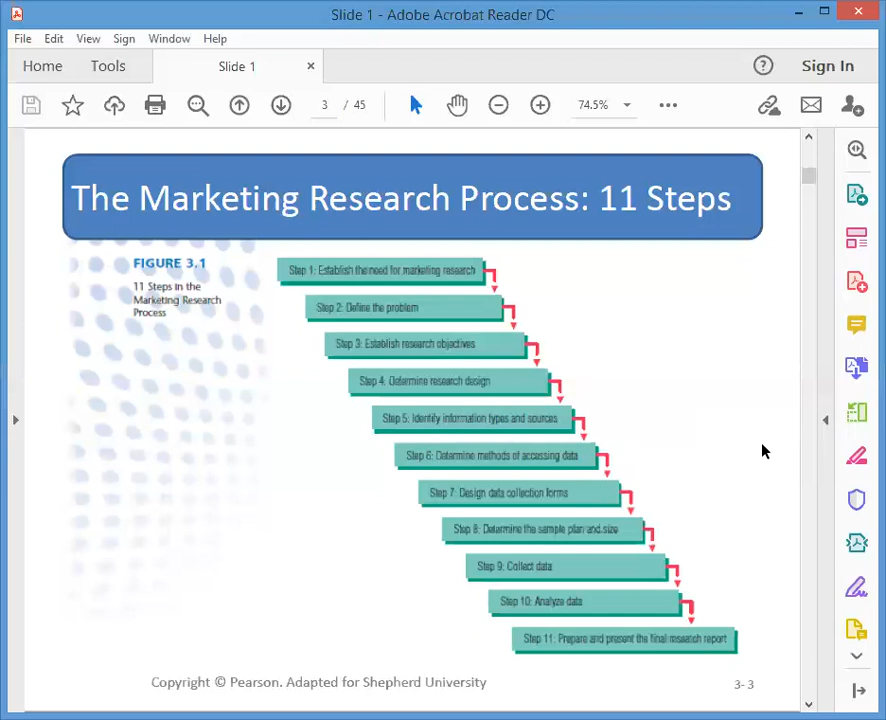 Slide 1 - Adobe Acrobat Reader DC
File Edit View Sign Window Help
Home Tools Slide 1 × Sign In
3 / 45 74.5%
The Marketing Research Process: 11 Steps
FIGURE 3.1
11 Steps in the
Marketing Research
Process
Step 1: Establish the need for marketing research
Step 2: Define the problem
Step 3: Establish research objectives
Step 4: Determine research design
Step 5: Identify information types and sources
Step 6: Determine methods of accessing data
Step 7: Design data collection forms
Step 8: Determine the sample plan and size
Step 9: Collect data
Step 10: Analyze data
Step 11: Prepare and present the final research report
Copyright © Pearson. Adapted for Shepherd University
3- 3